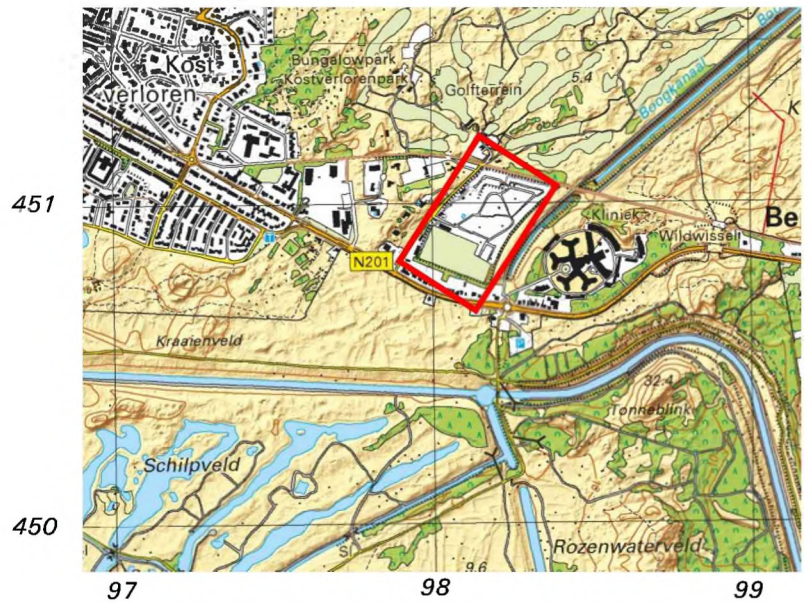 Bungalowpark
Kostverlorenpark
Kost
verloren
5.4
Golfterrein
Boogkanaal
451
Kliniek
Be
Wildwissel
N201
Kraaienveld
32.4
Tonneblink
Schilpveld
450
Rozenwaterveld
9.6
97
98
99